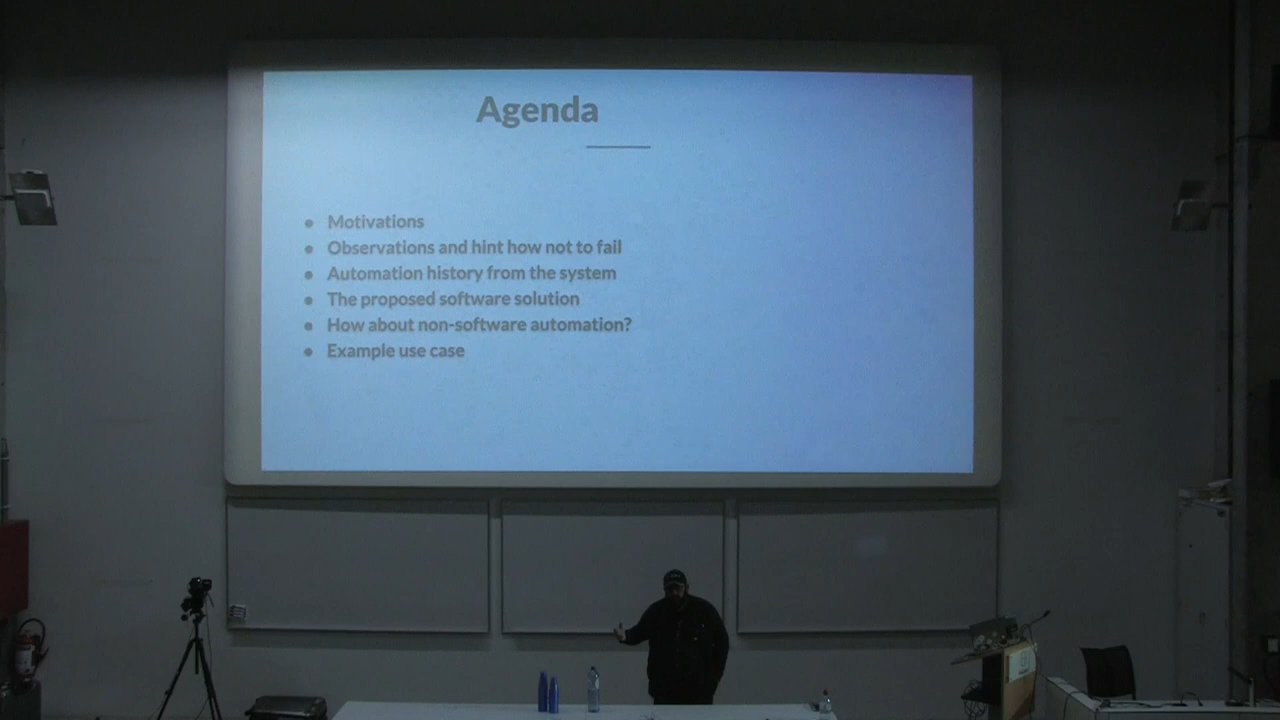 Agenda
Motivations
Observations and hint how not to fail
Automation history from the system
The proposed software solution
How about non-software automation?
Example use case